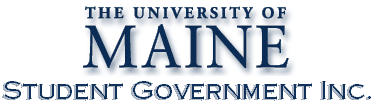 THE UNIVERSITY OF
MAINE
STUDENT GOVERNMENT INC.